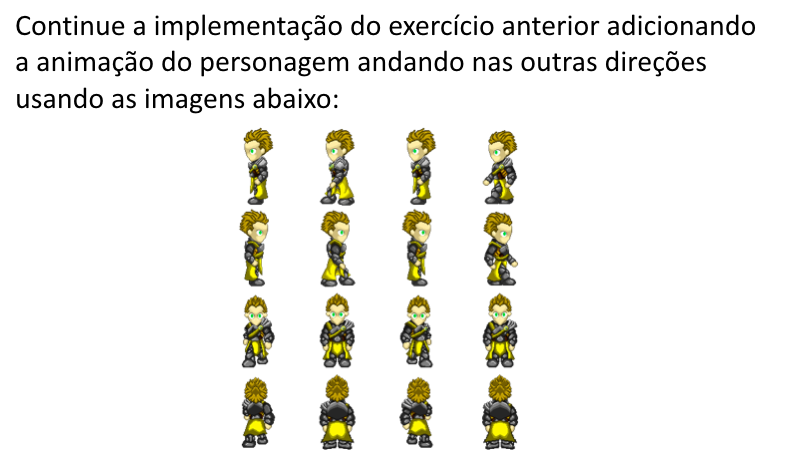 Continue a implementação do exercício anterior adicionando
a animação do personagem andando nas outras direções
usando as imagens abaixo: